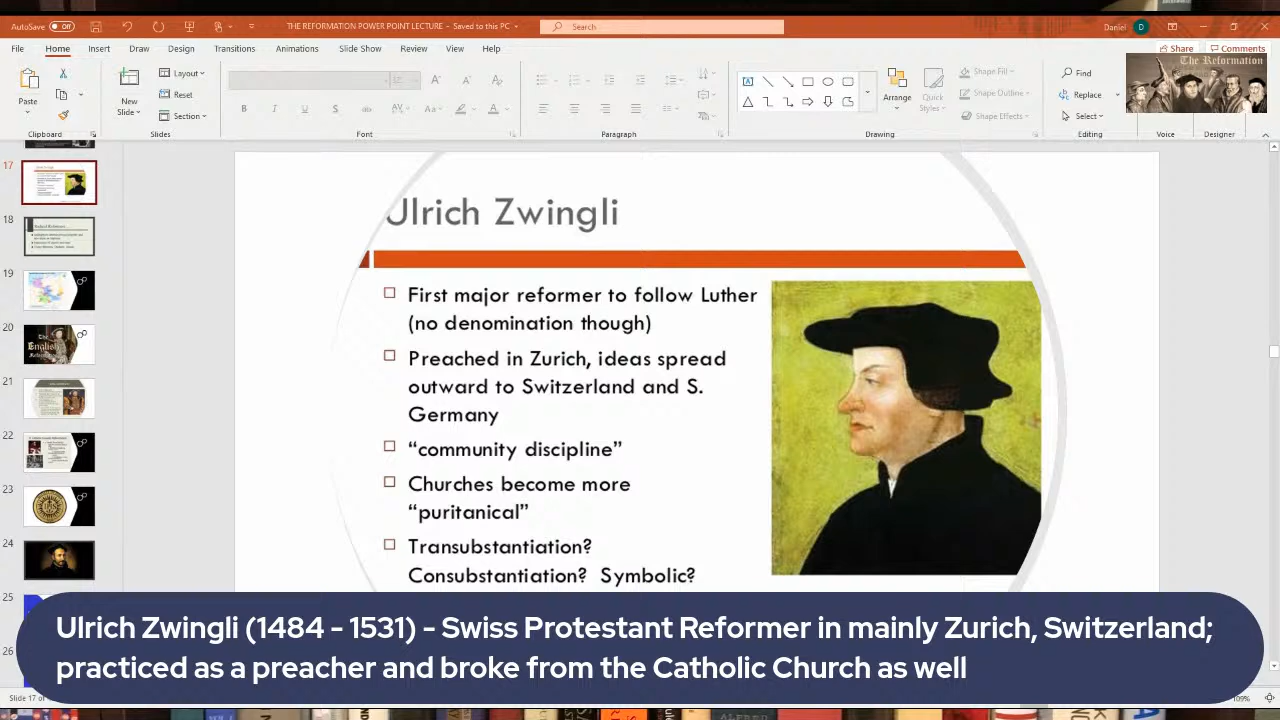 AutoSave Off
THE REFORMATION POWER POINT LECTURE - Saved to this PC
Search
Daniel D
File Home Insert Draw Design Transitions Animations Slide Show Review View Help
Share Comments
Paste
New
Slide
Layout
Reset
Section
Arrange
Quick
Styles
Shape Fill
Shape Outline
Shape Effects
Find
Replace
Select
The Reformation
Clipboard Slides Font Paragraph Drawing Editing Voice Designer
17
18
19
20
21
22
23
24
25
26
The
English
Ulrich Zwingli
First major reformer to follow Luther
(no denomination though)
Preached in Zurich, ideas spread
outward to Switzerland and S.
Germany
“community discipline”
Churches become more
“puritanical”
Transubstantiation?
Consubstantiation? Symbolic?
Ulrich Zwingli (1484 - 1531) - Swiss Protestant Reformer in mainly Zurich, Switzerland;
practiced as a preacher and broke from the Catholic Church as well
Slide 17 of
109%